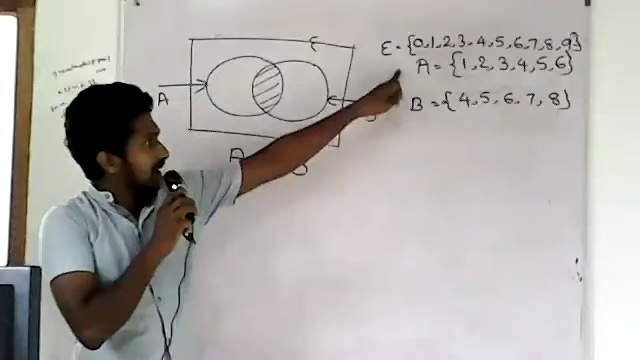 ε = {0,1,2,3,4,5,6,7,8,9}
A = {1,2,3,4,5,6}
A
B = {4,5,6,7,8}
A